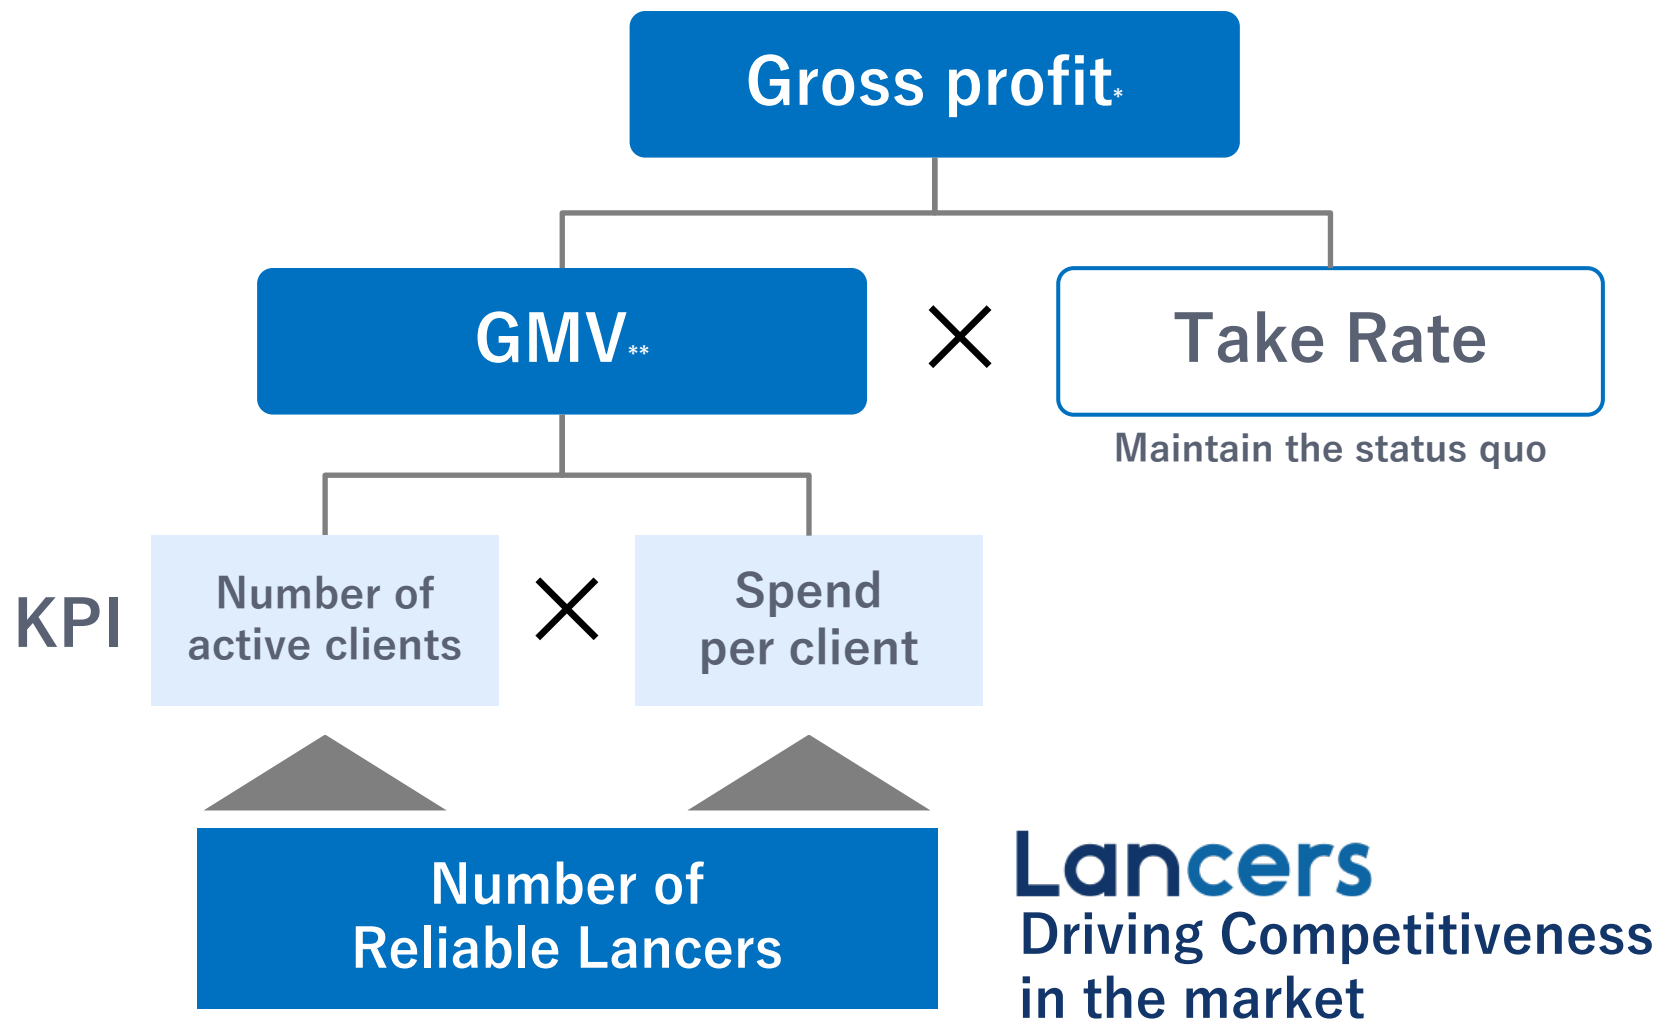 Gross profit*
GMV**
Take Rate
Maintain the status quo
KPI
Number of
active clients
Spend
per client
Number of
Reliable Lancers
Lancers
Driving Competitiveness
in the market